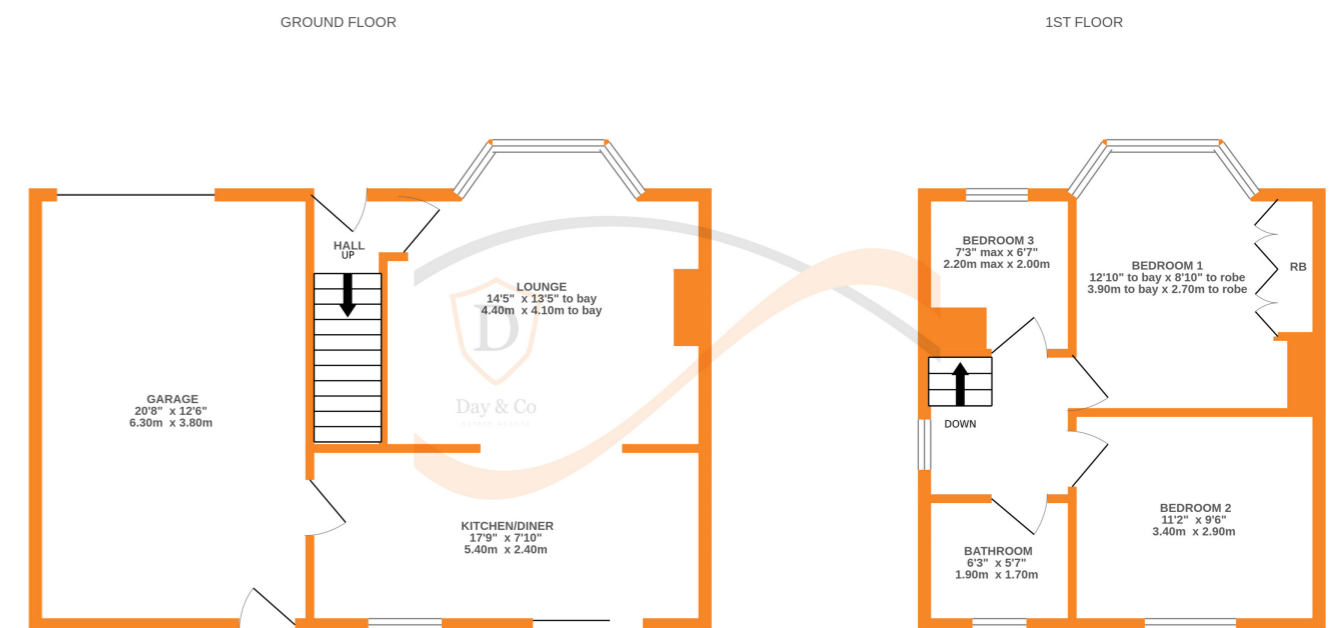 GROUND FLOOR
1ST FLOOR
HALL
UP
LOUNGE
14'5" x 13'5" to bay
4.40m x 4.10m to bay
GARAGE
20'8" x 12'6"
6.30m x 3.80m
D
Day & Co
ESTATE AGENTS
KITCHEN/DINER
17'9" x 7'10"
5.40m x 2.40m
BEDROOM 3
7'3" max x 6'7"
2.20m max x 2.00m
BEDROOM 1
12'10" to bay x 8'10" to robe
3.90m to bay x 2.70m to robe
RB
DOWN
BEDROOM 2
11'2" x 9'6"
3.40m x 2.90m
BATHROOM
6'3" x 5'7"
1.90m x 1.70m